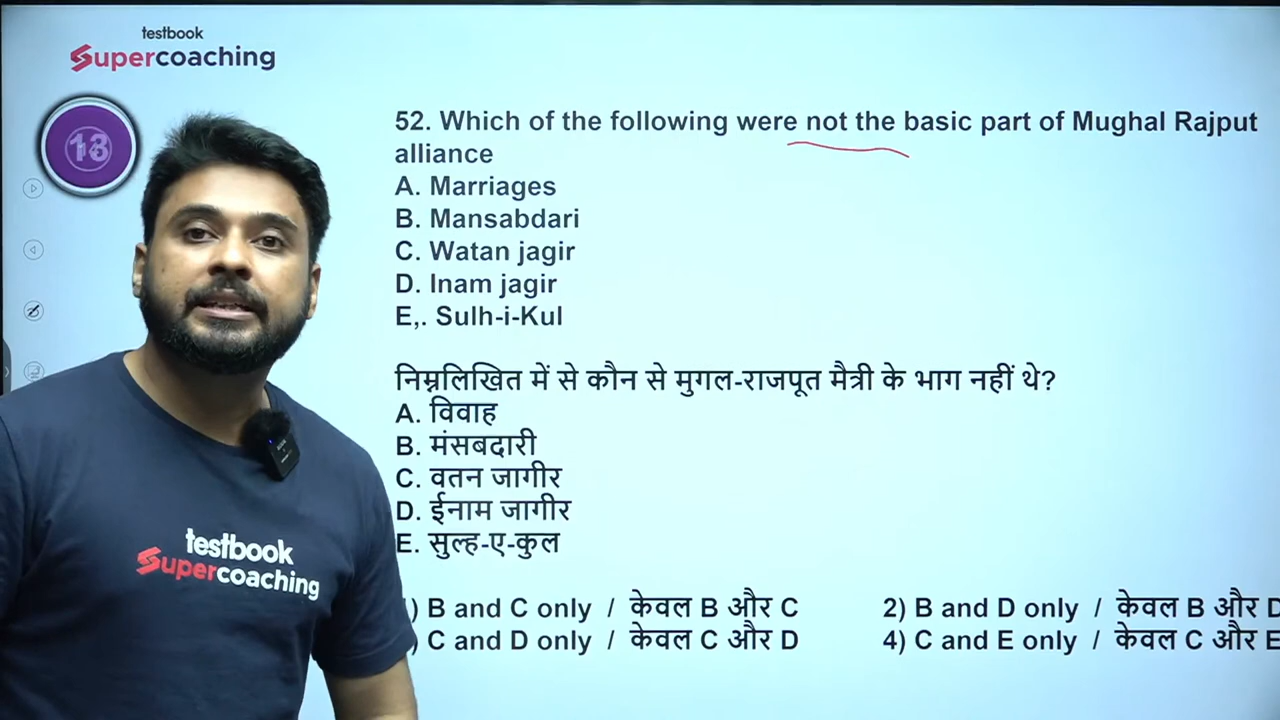 testbook
Supercoaching
13
52. Which of the following were not the basic part of Mughal Rajput
alliance
A. Marriages
B. Mansabdari
C. Watan jagir
D. Inam jagir
E,. Sulh-i-Kul
निम्नलिखित में से कौन से मुगल-राजपूत मैत्री के भाग नहीं थे?
A. विवाह
B. मंसबदारी
C. वतन जागीर
D. ईनाम जागीर
E. सुल्ह-ए-कुल
) B and C only / केवल B और C
2) B and D only / केवल B और D
) C and D only / केवल C और D
4) C and E only / केवल C और E
testbook
Supercoaching